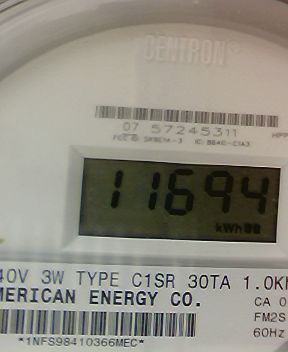 CENTRON®
07 57245311
11694
kWh
40V 3W TYPE C1SR 30TA 1.0K
MERICAN ENERGY CO.
CA 0
FM2S
60Hz
*1NFS98410366MEC*